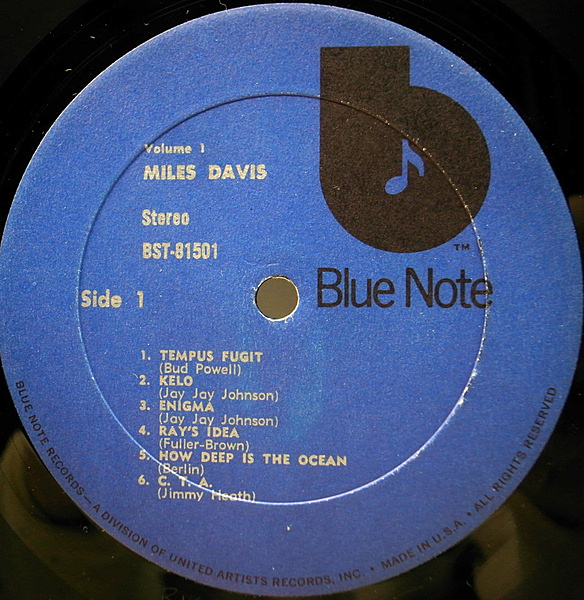 Volume 1
MILES DAVIS
Stereo
BST-81501
Side 1
b
TM
Blue Note
1. TEMPUS FUGIT
(Bud Powell)
2. KELO
(Jay Jay Johnson)
3. ENIGMA
(Jay Jay Johnson)
4. RAY'S IDEA
(Fuller-Brown)
5. HOW DEEP IS THE OCEAN
(Berlin)
6. C. T. A.
(Jimmy Heath)
BLUE NOTE RECORDS — A DIVISION OF UNITED ARTISTS RECORDS, INC. • MADE IN U.S.A. • ALL RIGHTS RESERVED